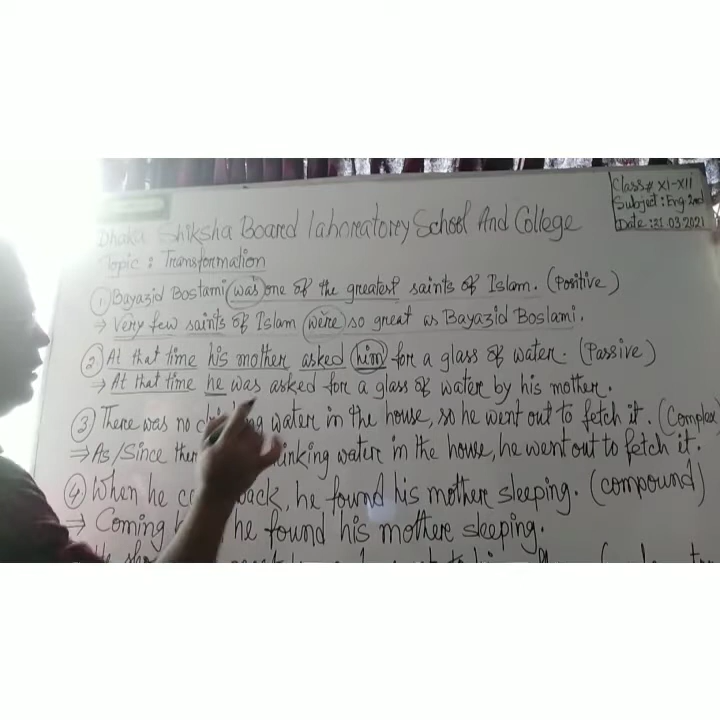 Class# XI-XII
Subject: Eng 2nd
Date: 21.03.2021
Dhaka Shiksha Board Laboratory School And College
Topic: Transformation
① Bayazid Bostami was one of the greatest saints of Islam. (Positive)
⇒ Very few saints of Islam were so great as Bayazid Boslami.
② At that time his mother asked him for a glass of water. (Passive)
⇒ At that time he was asked for a glass of water by his mother.
③ There was no water in the house, so he went out to fetch it. (Complex
⇒ As/Since water in the house, he went out to fetch it.
④ When he back, he found his mother sleeping. (compound)
⇒ Coming he found his mother sleeping.